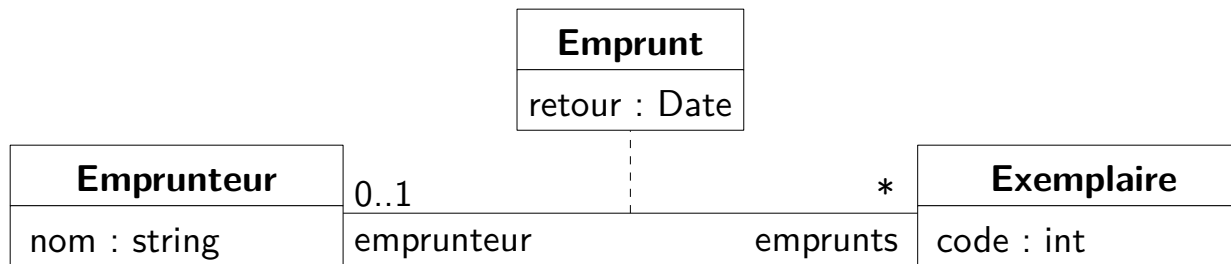 Emprunt
retour : Date
Emprunteur
nom : string
0..1
emprunteur
*
emprunts
Exemplaire
code : int